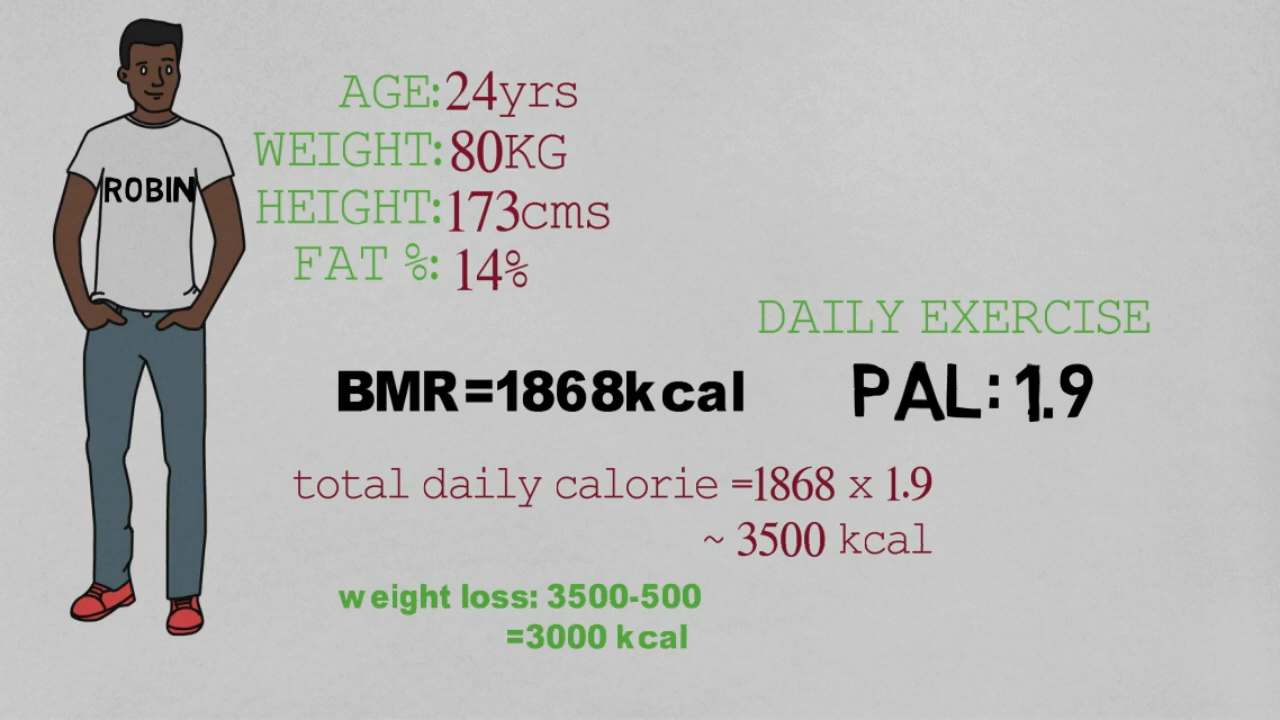 AGE:24yrs
WEIGHT:80KG
ROBIN
HEIGHT:173cms
FAT %: 14%
DAILY EXERCISE
BMR=1868kcal
PAL:1.9
total daily calorie =1868 x 1.9
~ 3500 kcal
weight loss: 3500-500
=3000 kcal